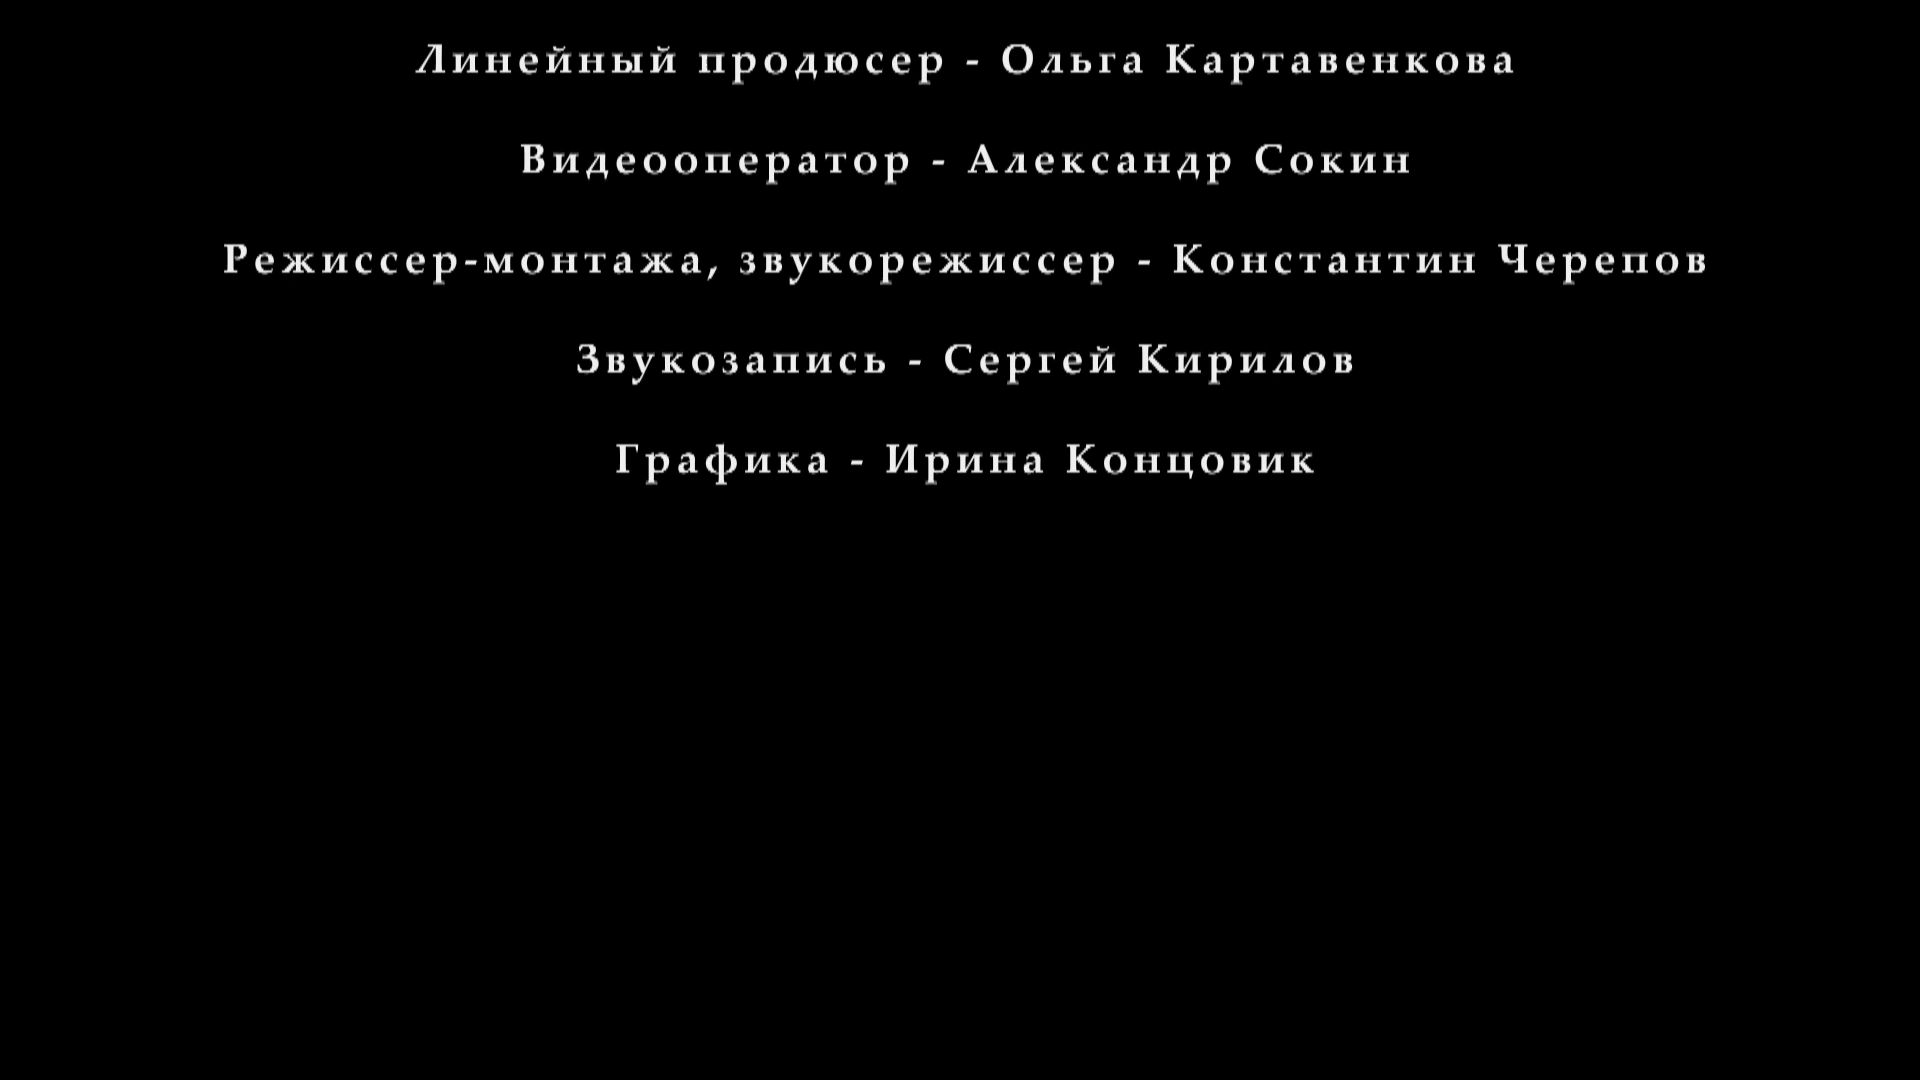 Линейный продюсер - Ольга Картавенкова
Видеооператор - Александр Сокин
Режиссер-монтажа, звукорежиссер - Константин Черепов
Звукозапись - Сергей Кирилов
Графика - Ирина Концовик